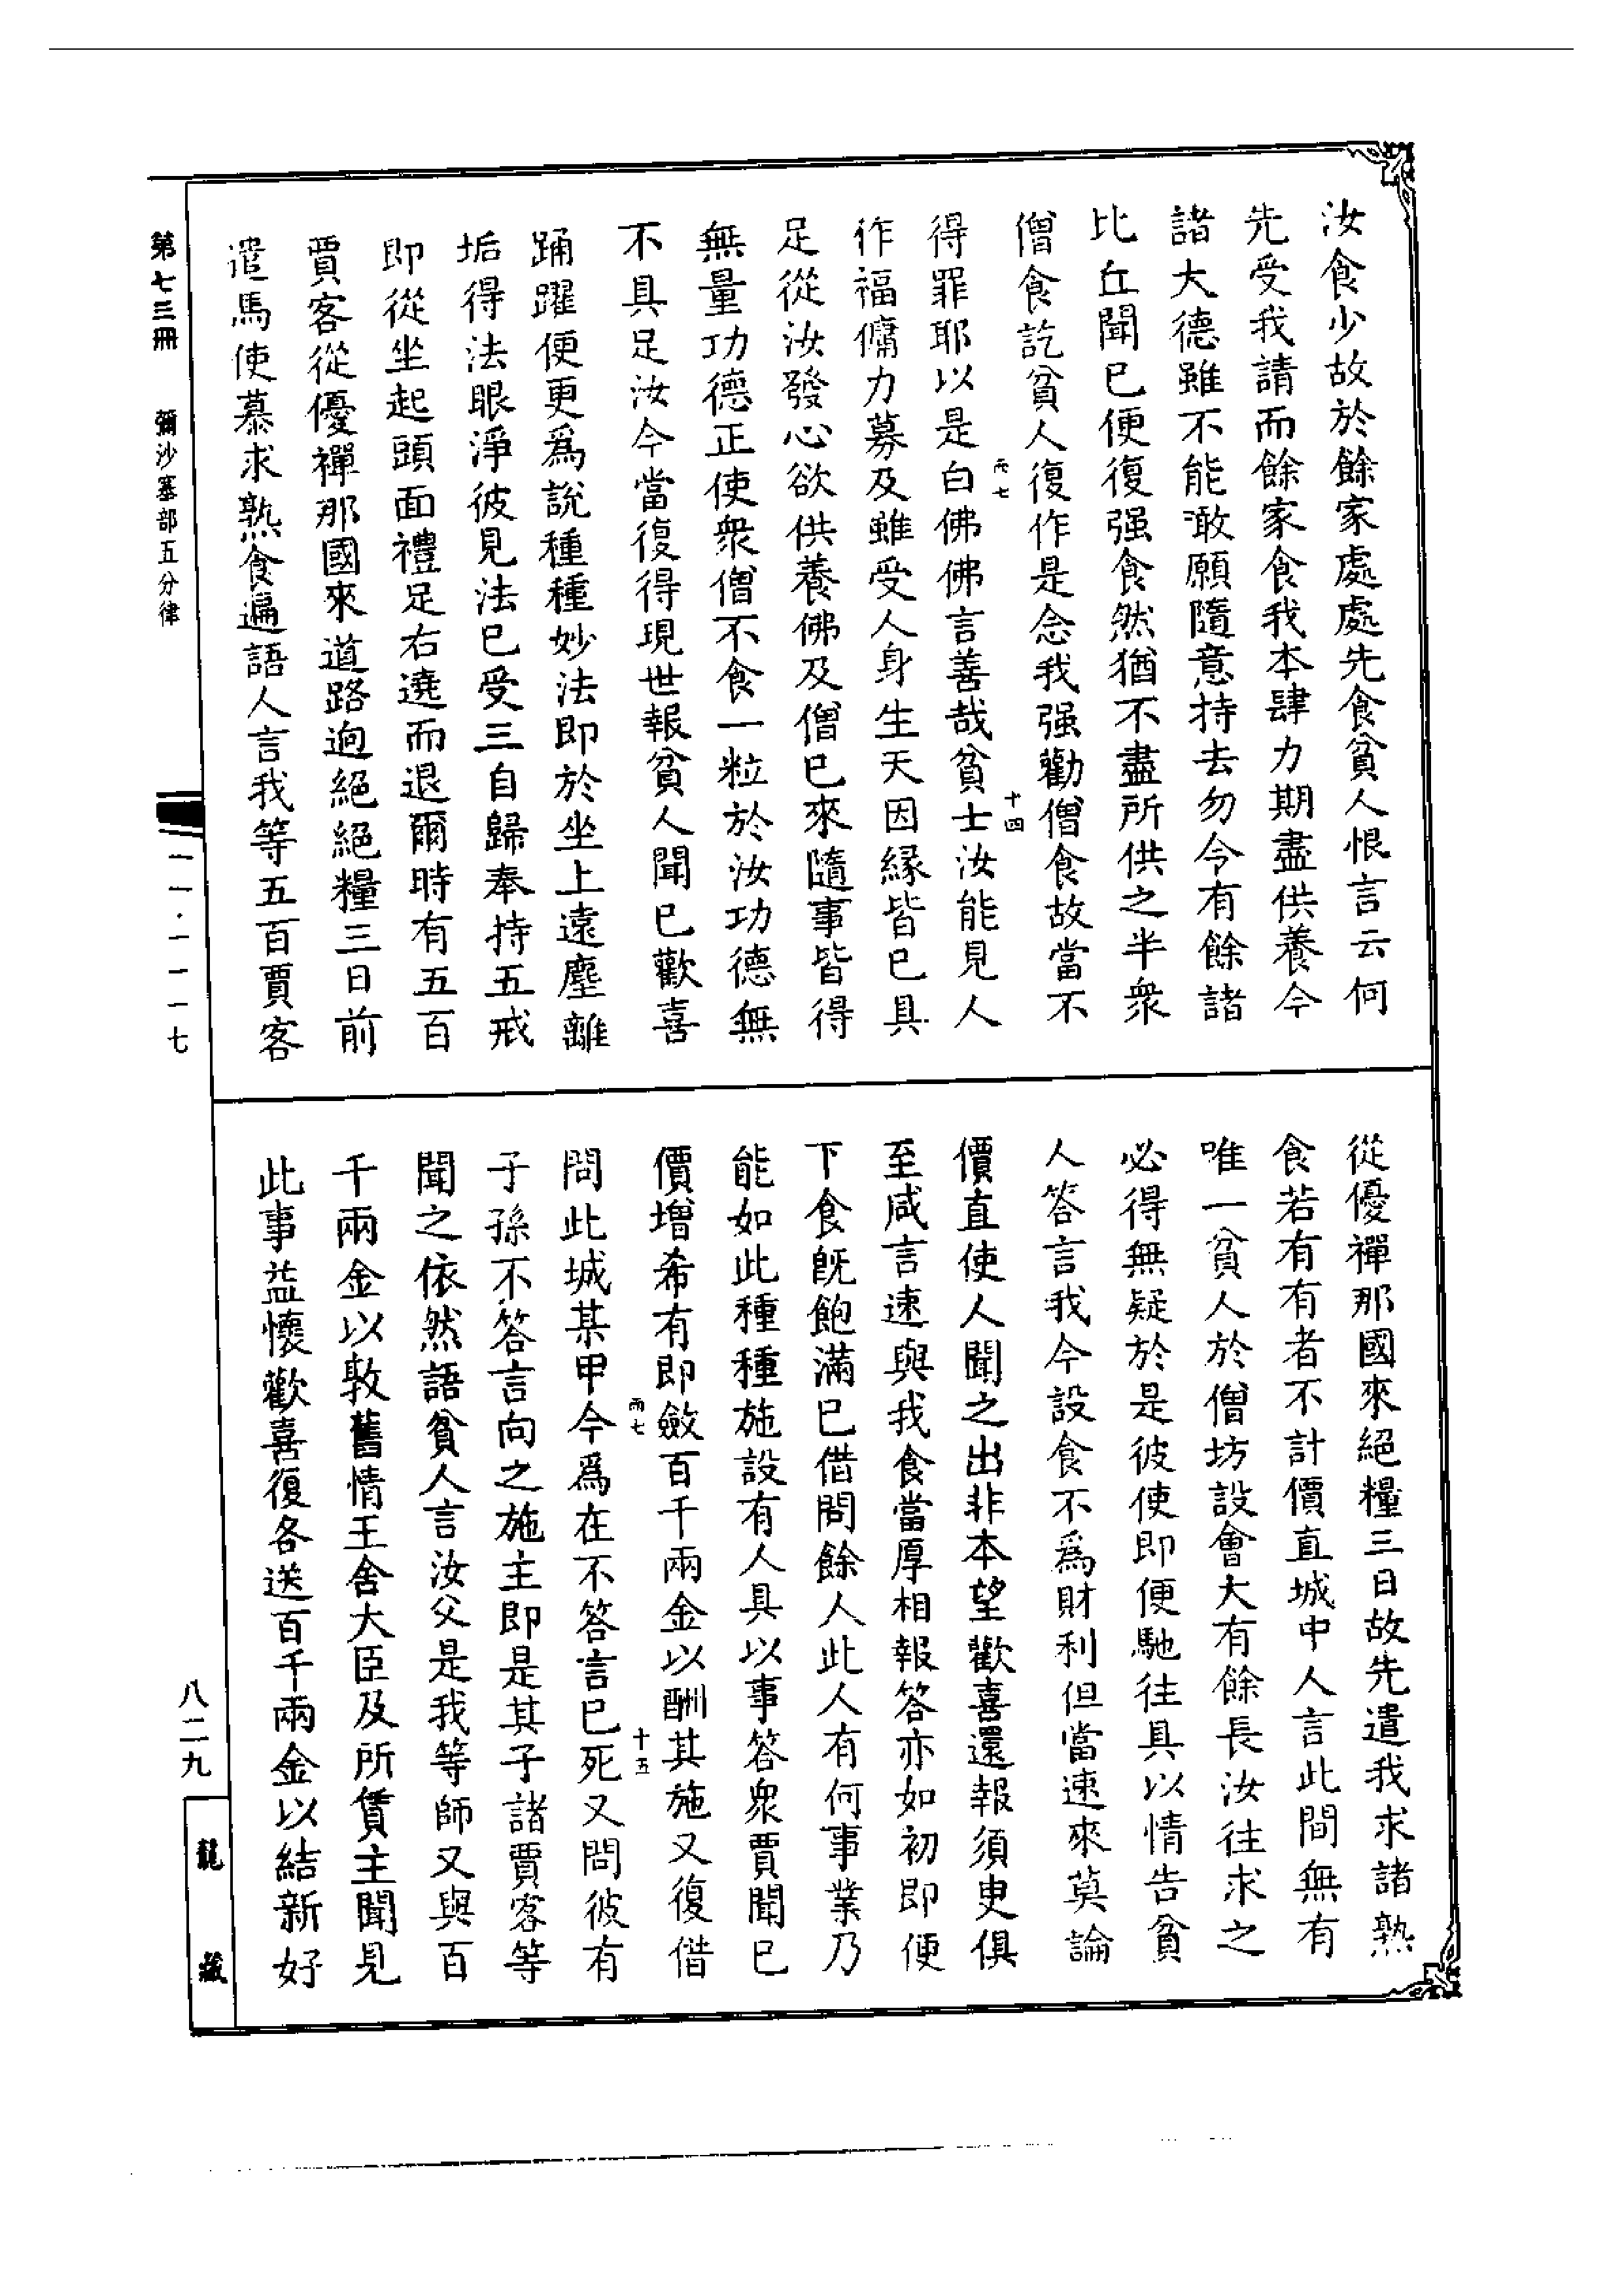 汝食少故於餘家處處先食貧人恨言云何
先受我請而餘家食我本肆力期盡供養今
諸大德雖不能敢願隨意持去勿令有餘諸
比丘聞已便復强食然猶不盡所供之半衆
僧食訖貧人復作是念我强勸僧食故當不
雨七
十四
得罪耶以是白佛佛言善哉貧士汝能見人
作福傭力募及雖受人身生天因緣皆已具
足從汝發心欲供養佛及僧已來隨事皆得
無量功德正使衆僧不食一粒於汝功德無
不具足汝今當復得現世報貧人聞已歡喜
踊躍便更爲說種種妙法即於坐上遠塵離
垢得法眼淨彼見法已受三自歸奉持五戒
即從坐起頭面禮足右遶而退爾時有五百
賈客從優禪那國來道路逈絕絕糧三日前
遣馬使募求熟食遍語人言我等五百賈客
從優禪那國來絕糧三日故先遣我求諸熟
食若有有者不計價直城中人言此間無有
唯一貧人於僧坊設會大有餘長汝往求之
必得無疑於是彼使即便馳往具以情告貧
人答言我今設食不爲財利但當速來莫論
價直使人聞之出非本望歡喜還報須臾俱
至咸言速與我食當厚相報答亦如初即便
下食旣飽滿已借問餘人此人有何事業乃
能如此種種施設有人具以事答衆賈聞已
價增希有即斂百千兩金以酬其施又復借
雨七
十五
問此城某甲今爲在不答言已死又問彼有
子孫不答言向之施主即是其子諸賈客等
聞之依然語貧人言汝父是我等師又與百
千兩金以敦舊情王舍大臣及所賃主聞見
此事益懷歡喜復各送百千兩金以結新好
第七三冊 彌沙塞部五分律
一一·一一一七
八二九
龍藏